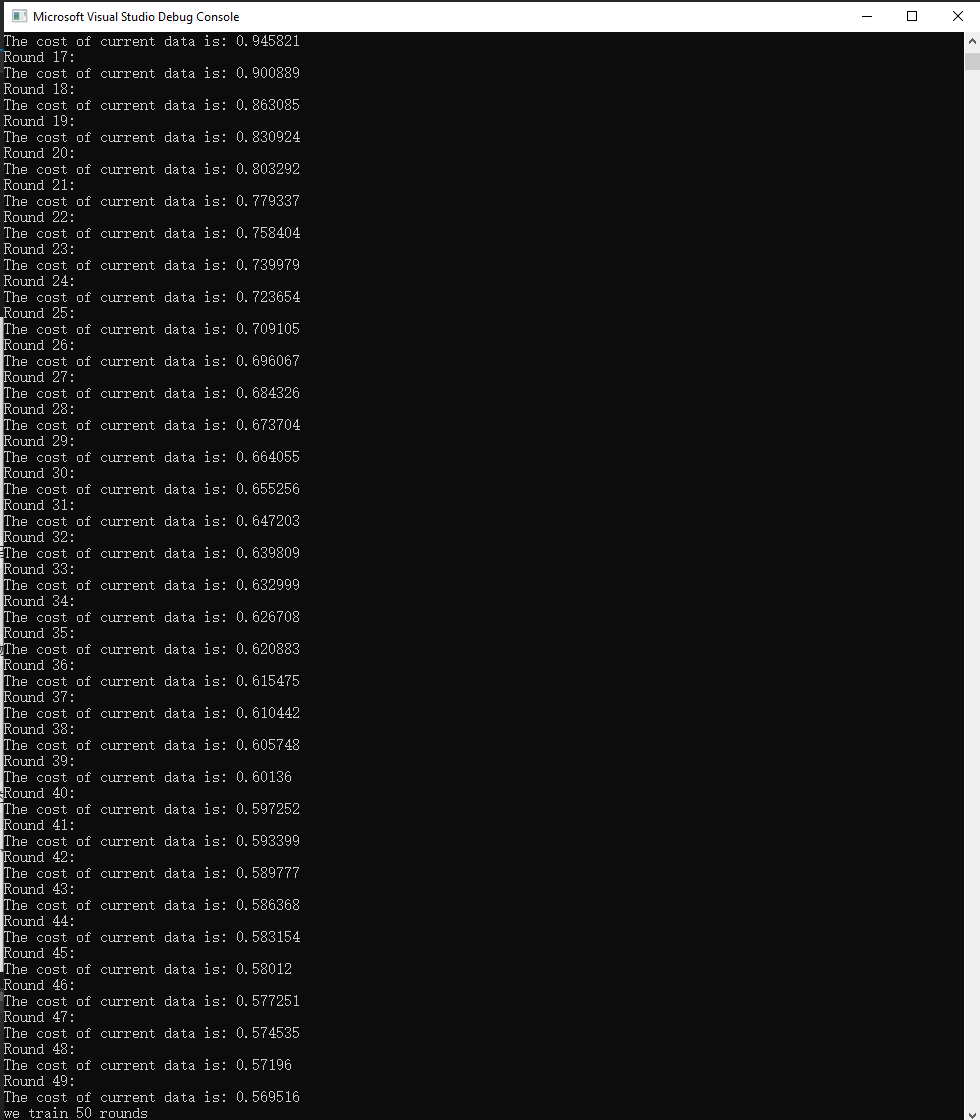 Microsoft Visual Studio Debug Console
The cost of current data is: 0.945821
Round 17:
The cost of current data is: 0.900889
Round 18:
The cost of current data is: 0.863085
Round 19:
The cost of current data is: 0.830924
Round 20:
The cost of current data is: 0.803292
Round 21:
The cost of current data is: 0.779337
Round 22:
The cost of current data is: 0.758404
Round 23:
The cost of current data is: 0.739979
Round 24:
The cost of current data is: 0.723654
Round 25:
The cost of current data is: 0.709105
Round 26:
The cost of current data is: 0.696067
Round 27:
The cost of current data is: 0.684326
Round 28:
The cost of current data is: 0.673704
Round 29:
The cost of current data is: 0.664055
Round 30:
The cost of current data is: 0.655256
Round 31:
The cost of current data is: 0.647203
Round 32:
The cost of current data is: 0.639809
Round 33:
The cost of current data is: 0.632999
Round 34:
The cost of current data is: 0.626708
Round 35:
The cost of current data is: 0.620883
Round 36:
The cost of current data is: 0.615475
Round 37:
The cost of current data is: 0.610442
Round 38:
The cost of current data is: 0.605748
Round 39:
The cost of current data is: 0.60136
Round 40:
The cost of current data is: 0.597252
Round 41:
The cost of current data is: 0.593399
Round 42:
The cost of current data is: 0.589777
Round 43:
The cost of current data is: 0.586368
Round 44:
The cost of current data is: 0.583154
Round 45:
The cost of current data is: 0.58012
Round 46:
The cost of current data is: 0.577251
Round 47:
The cost of current data is: 0.574535
Round 48:
The cost of current data is: 0.57196
Round 49:
The cost of current data is: 0.569516
we train 50 rounds